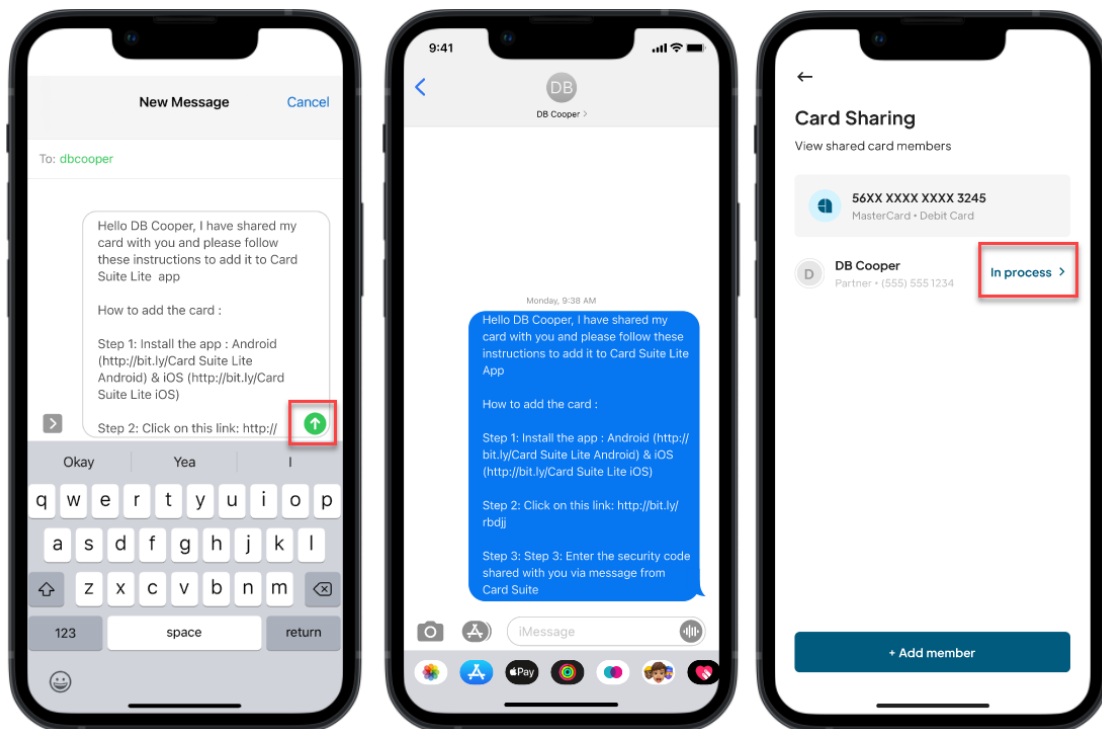 New Message
Cancel
To: dbcooper
Hello DB Cooper, I have shared my
card with you and please follow
these instructions to add it to Card
Suite Lite  app
How to add the card :
Step 1: Install the app : Android
(http://bit.ly/Card Suite Lite
Android) & iOS (http://bit.ly/Card
Suite Lite iOS)
Step 2: Click on this link: http://
Okay
Yea
I
q w e r t y u i o p
a s d f g h j k l
z x c v b n m
123
space
return
9:41
DB
DB Cooper >
Monday, 9:38 AM
Hello DB Cooper, I have shared my
card with you and please follow these
instructions to add it to Card Suite Lite
App
How to add the card :
Step 1: Install the app : Android (http://
bit.ly/Card Suite Lite Android) & iOS
(http://bit.ly/Card Suite Lite iOS)
Step 2: Click on this link: http://bit.ly/
rbdjj
Step 3: Step 3: Enter the security code
shared with you via message from
Card Suite
iMessage
Pay
Card Sharing
View shared card members
56XX XXXX XXXX 3245
MasterCard • Debit Card
D
DB Cooper
Partner • (555) 555 1234
In process >
+ Add member